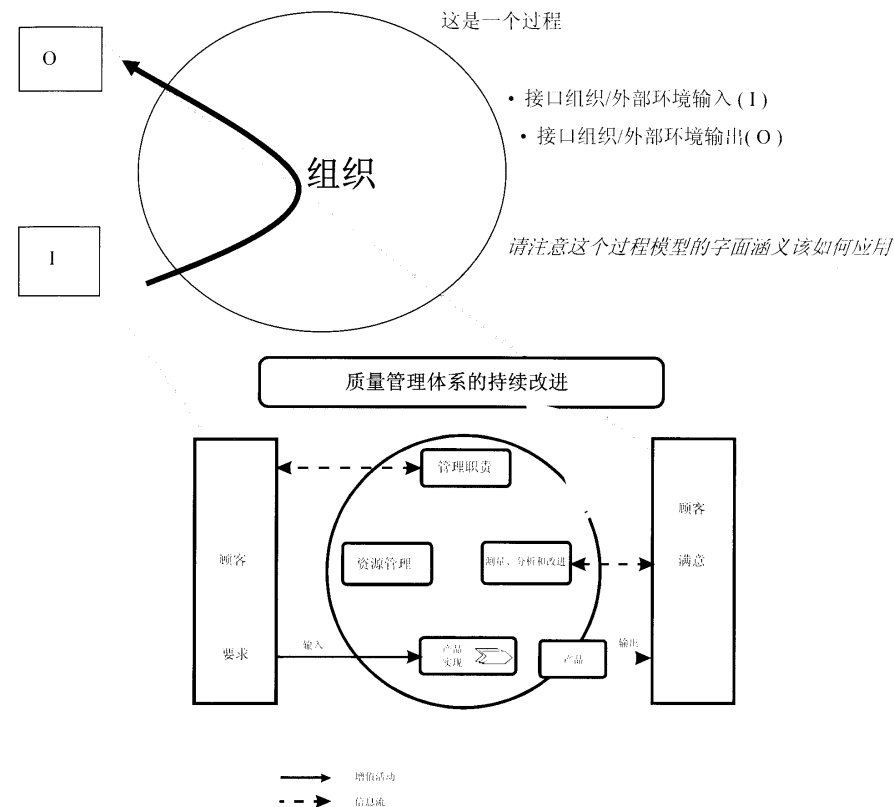 这是一个过程
O
• 接口组织/外部环境输入 ( I )
• 接口组织/外部环境输出( O )
组织
I
请注意这个过程模型的字面涵义该如何应用
质量管理体系的持续改进
管理职责
顾客
满意
顾客
要求
资源管理
测量、分析和改进
输入
产品
实现
产品
输出
增值活动
信息流